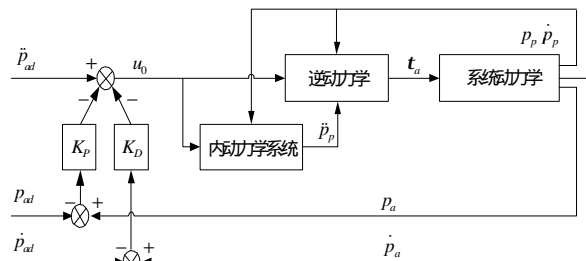 p_p ṗ_p
p̈_ad + u_0 逆动力学 t_a 系统动力学
− −
K_P K_D 内动力学系统 p̈_p
p_ad − + p_a
ṗ_ad − + ṗ_a